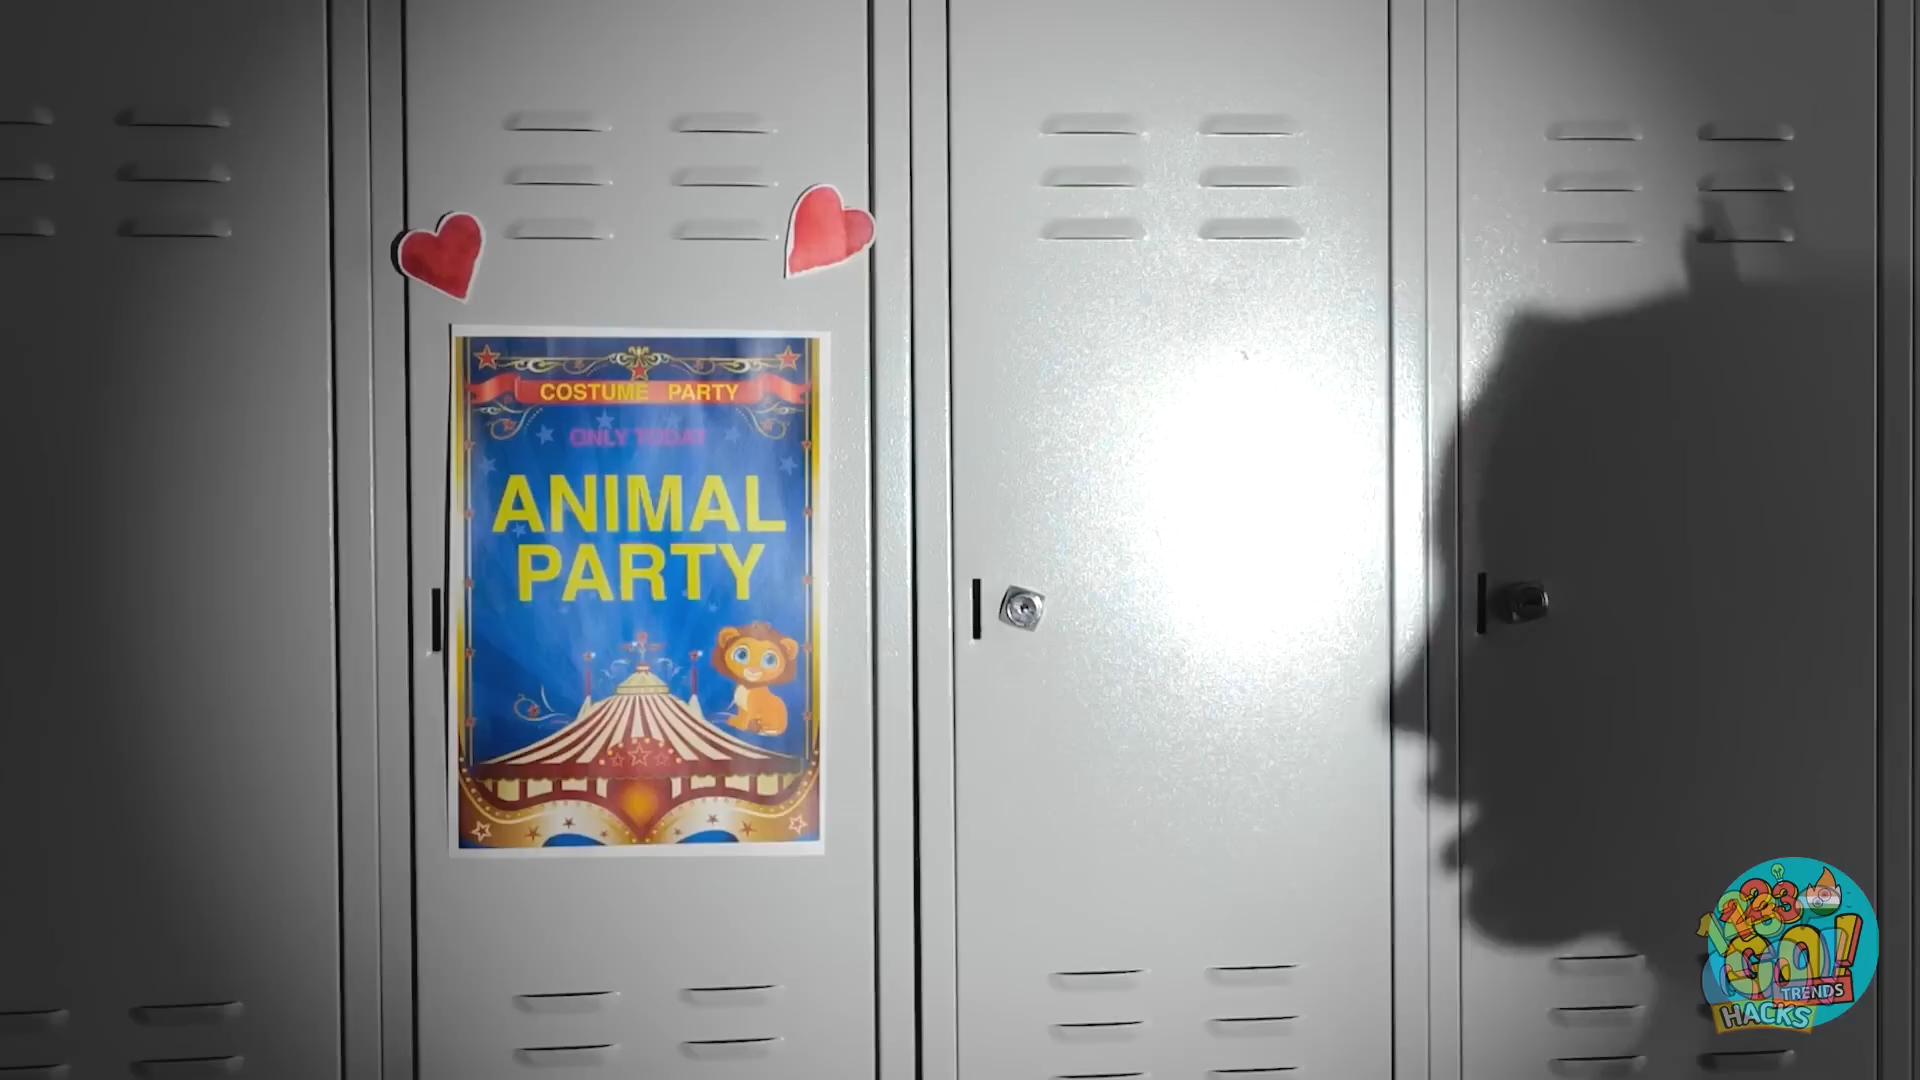 COSTUME PARTY
ONLY TODAY
ANIMAL
PARTY
123
GO!
TRENDS
HACKS